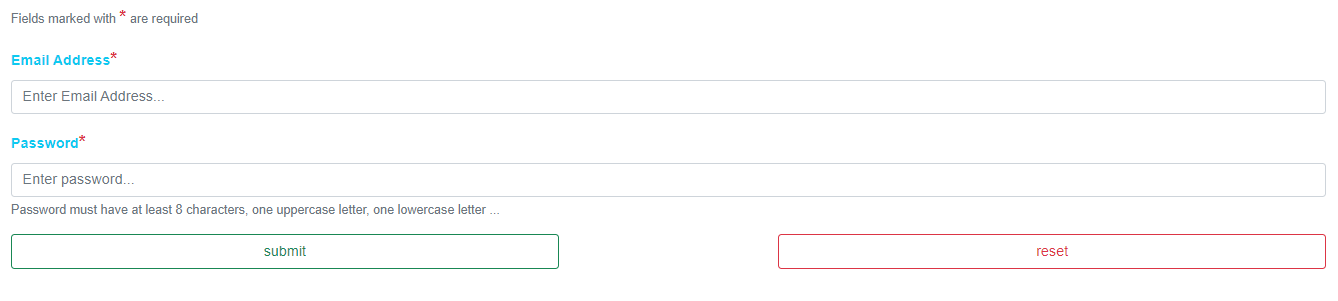 Fields marked with * are required
Email Address*
Enter Email Address...
Password*
Enter password...
Password must have at least 8 characters, one uppercase letter, one lowercase letter ...
submit reset